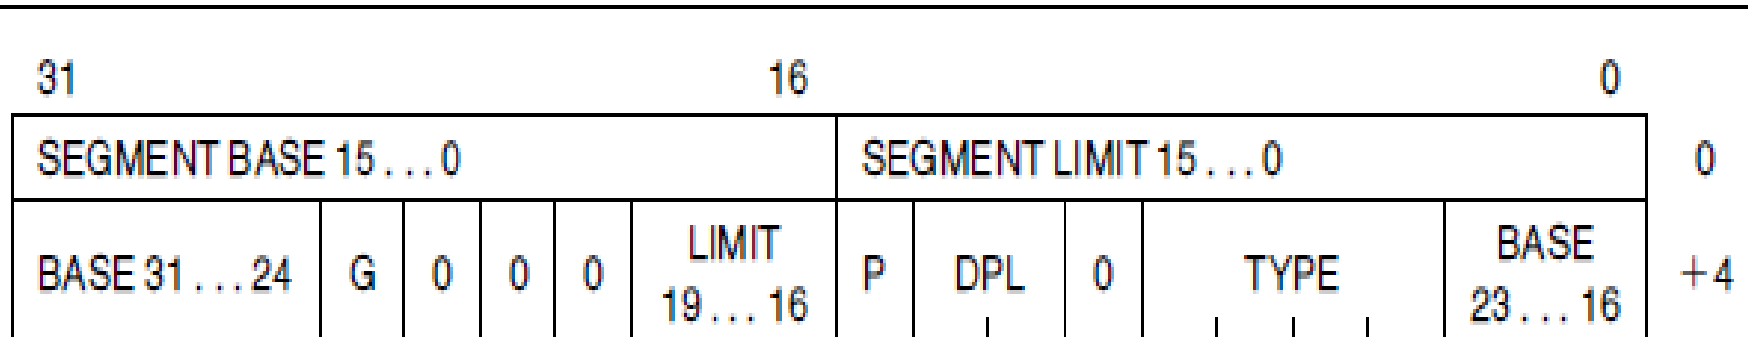 31 16 0
SEGMENT BASE 15...0 SEGMENT LIMIT 15...0 0
BASE 31...24 G 0 0 0 LIMIT 19...16 P DPL 0 TYPE BASE 23...16 +4